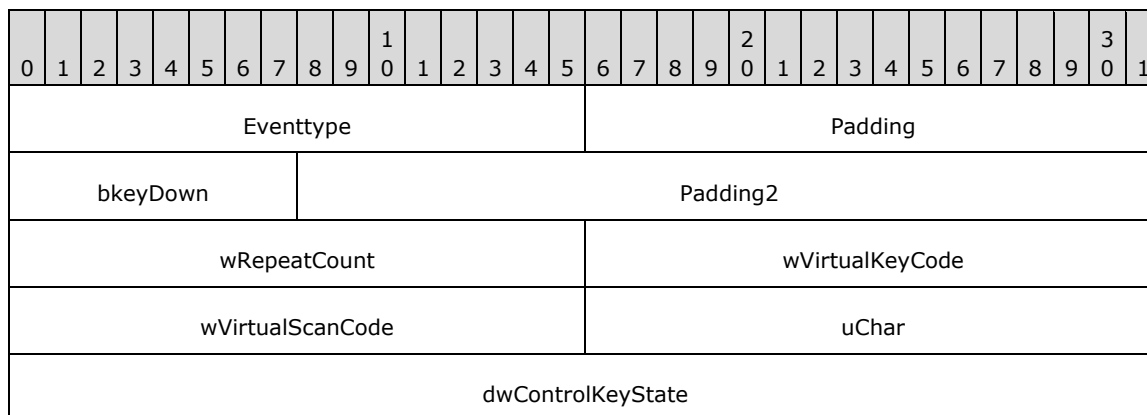 1 2 3
0 1 2 3 4 5 6 7 8 9 0 1 2 3 4 5 6 7 8 9 0 1 2 3 4 5 6 7 8 9 0 1
Eventtype Padding
bkeyDown Padding2
wRepeatCount wVirtualKeyCode
wVirtualScanCode uChar
dwControlKeyState